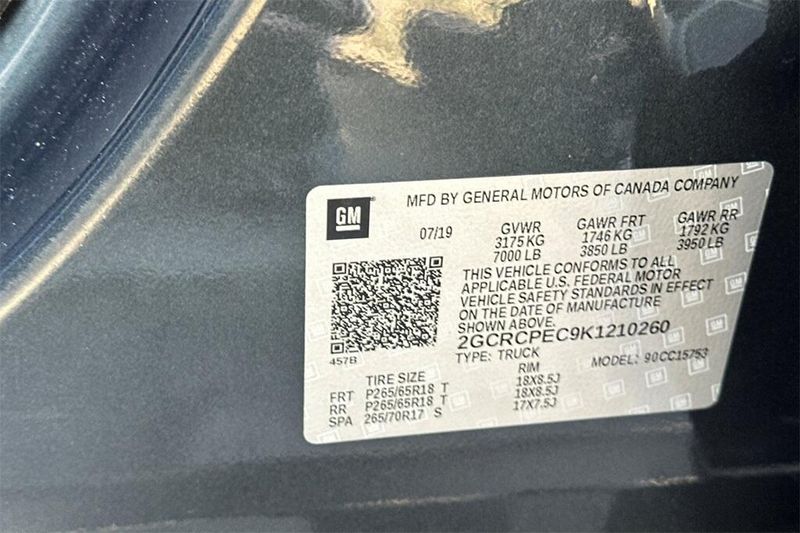 GM
MFD BY GENERAL MOTORS OF CANADA COMPANY
07/19 GVWR GAWR FRT GAWR RR
3175 KG 1746 KG 1792 KG
7000 LB 3850 LB 3950 LB
THIS VEHICLE CONFORMS TO ALL
APPLICABLE U.S. FEDERAL MOTOR
VEHICLE SAFETY STANDARDS IN EFFECT
ON THE DATE OF MANUFACTURE
SHOWN ABOVE.
2GCRCPEC9K1210260
457B TYPE: TRUCK MODEL: 90CC15753
TIRE SIZE RIM
FRT P265/65R18 T 18X8.5J
RR P265/65R18 T 18X8.5J
SPA 265/70R17 S 17X7.5J